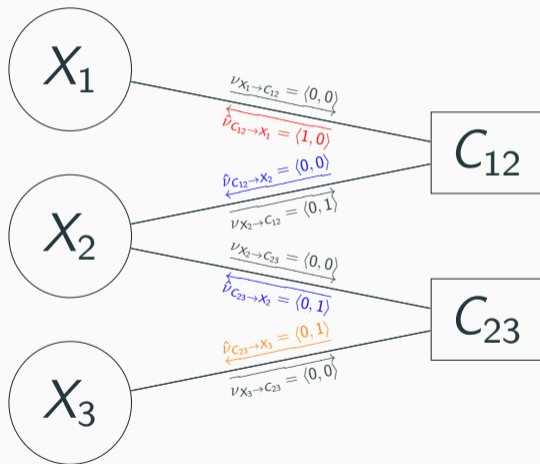 X₁
ν_{X₁→C₁₂} = ⟨0, 0⟩
ν̂_{C₁₂→X₁} = ⟨1, 0⟩
C₁₂
ν̂_{C₁₂→X₂} = ⟨0, 0⟩
ν_{X₂→C₁₂} = ⟨0, 1⟩
X₂
ν_{X₂→C₂₃} = ⟨0, 0⟩
ν̂_{C₂₃→X₂} = ⟨0, 1⟩
C₂₃
ν̂_{C₂₃→X₃} = ⟨0, 1⟩
ν_{X₃→C₂₃} = ⟨0, 0⟩
X₃